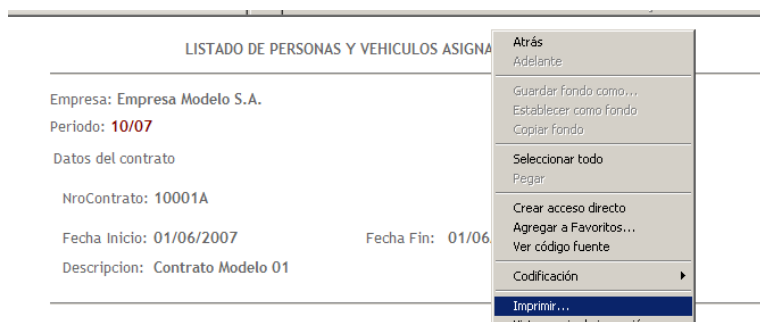 LISTADO DE PERSONAS Y VEHICULOS
Empresa: Empresa Modelo S.A.
Periodo: 10/07
Datos del contrato
NroContrato: 10001A
Fecha Inicio: 01/06/2007 Fecha Fin: 01/06
Descripcion: Contrato Modelo 01
Atrás
Adelante
Guardar fondo como...
Establecer como fondo
Copiar fondo
Seleccionar todo
Pegar
Crear acceso directo
Agregar a Favoritos...
Ver código fuente
Codificación
Imprimir...